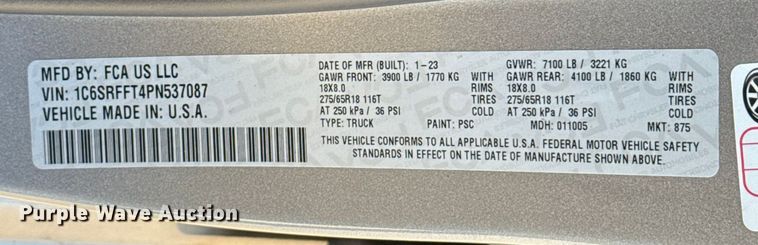 MFD BY: FCA US LLC
VIN: 1C6SRFFT4PN537087
VEHICLE MADE IN U.S.A.
DATE OF MFR (BUILT): 1-23 GVWR: 7100 LB / 3221 KG
GAWR FRONT: 3900 LB / 1770 KG WITH GAWR REAR: 4100 LB / 1860 KG WITH
18X8.0 RIMS 18X8.0 RIMS
275/65R18 116T TIRES 275/65R18 116T TIRES
AT 250 kPa / 36 PSI COLD AT 250 kPa / 36 PSI COLD
TYPE: TRUCK PAINT: PSC MDH: 011005 MKT: 875
THIS VEHICLE CONFORMS TO ALL APPLICABLE U.S.A. FEDERAL MOTOR VEHICLE SAFETY
STANDARDS IN EFFECT ON THE DATE OF MANUFACTURE SHOWN ABOVE.
Purple Wave Auction